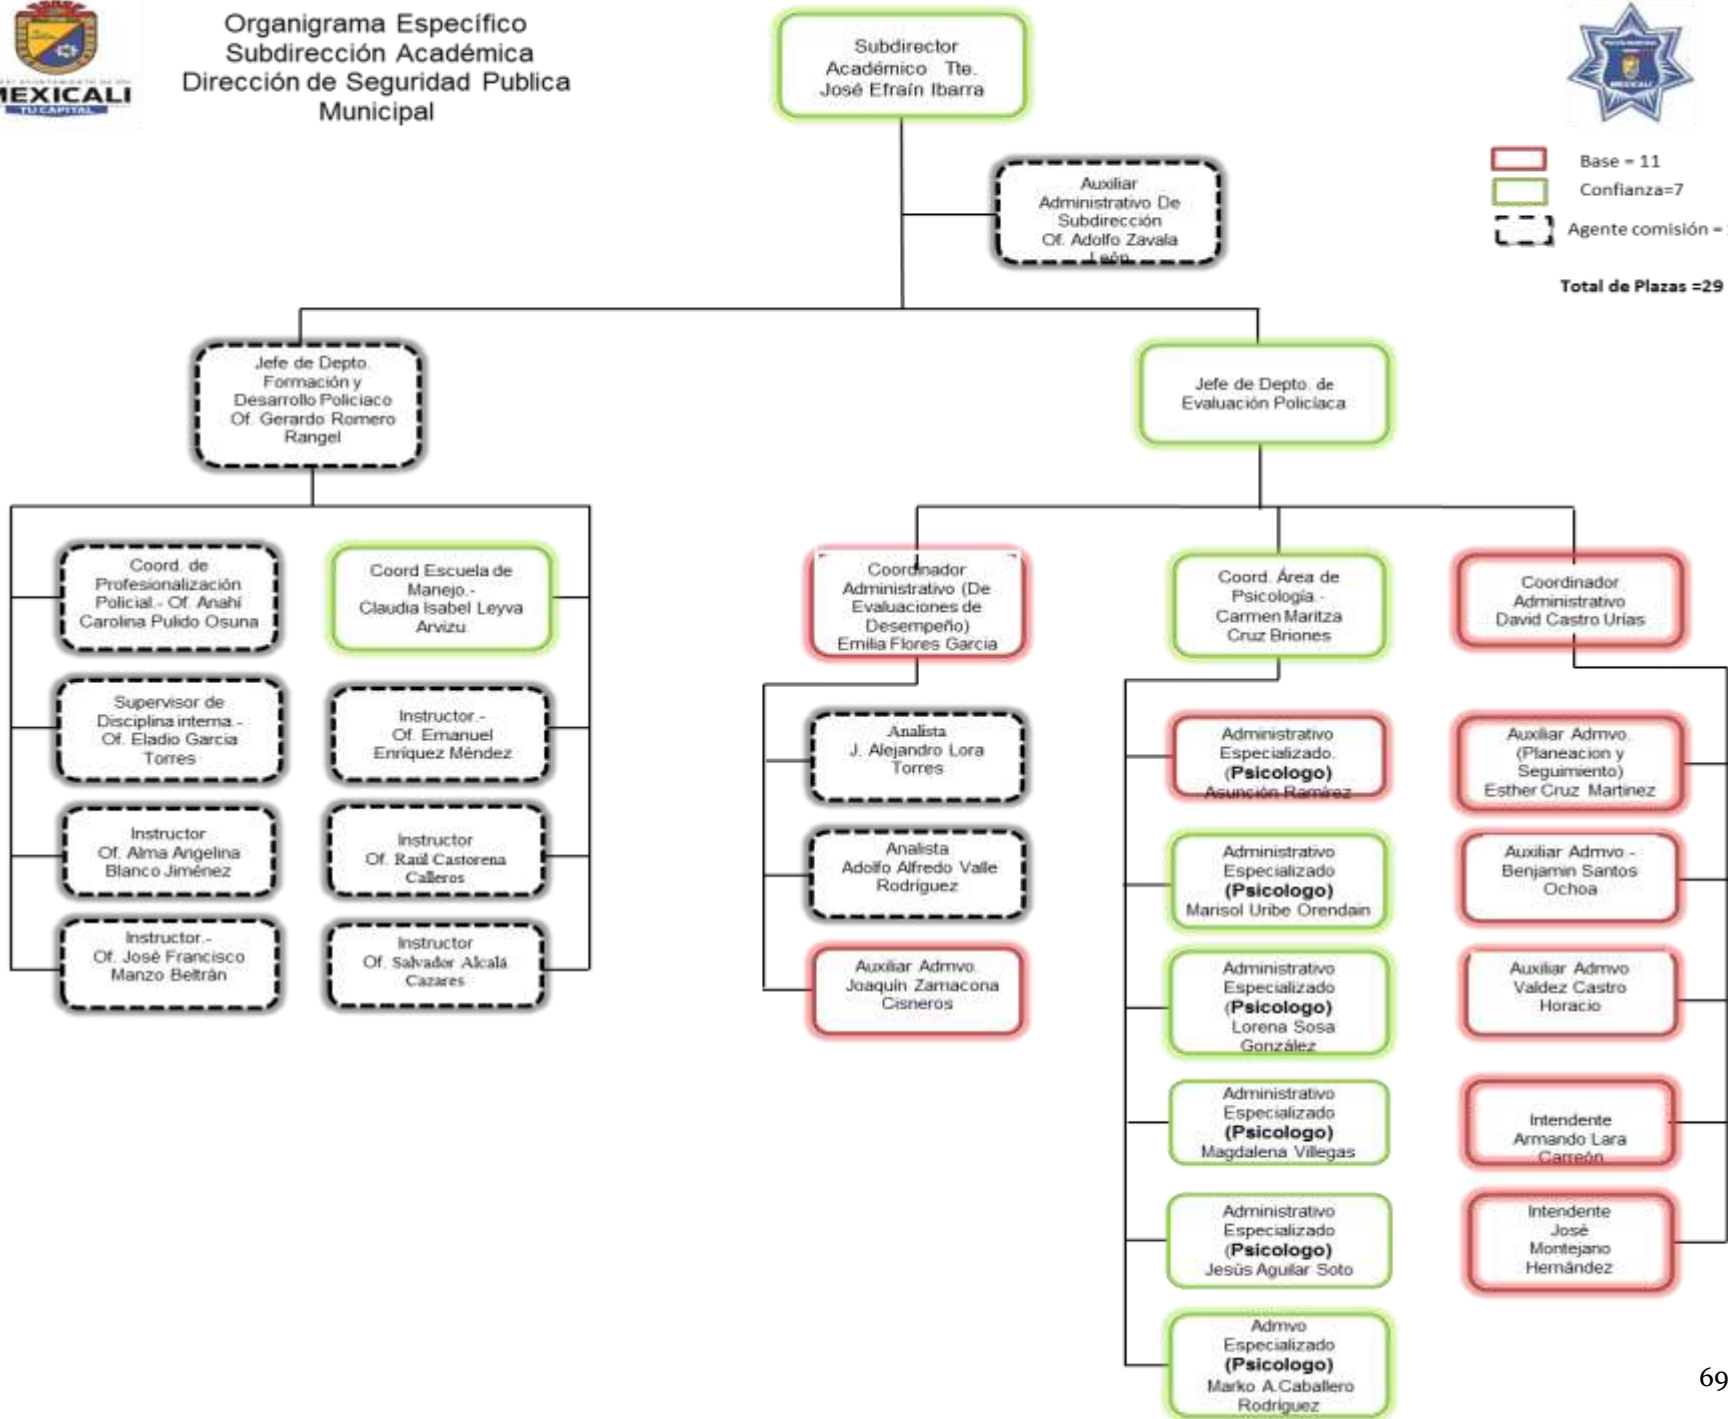 MEXICALI
TU CAPITAL
Organigrama Específico
Subdirección Académica
Dirección de Seguridad Publica
Municipal
Subdirector
Académico Tte.
José Efraín Ibarra
MEXICALI
Base = 11
Confianza=7
Agente comisión =
Total de Plazas =29
Auxiliar
Administrativo De
Subdirección
Of. Adolfo Zavala
León
Jefe de Depto.
Formación y
Desarrollo Policiaco
Of. Gerardo Romero
Rangel
Jefe de Depto. de
Evaluación Policíaca
Coord. de
Profesionalización
Policial.- Of. Anahí
Carolina Pulido Osuna
Coord Escuela de
Manejo.-
Claudia Isabel Leyva
Arvizu
Supervisor de
Disciplina interna.-
Of. Eladio Garcia
Torres
Instructor.-
Of. Emanuel
Enríquez Méndez
Instructor
Of. Alma Angelina
Blanco Jiménez
Instructor
Of. Raúl Castorena
Calleros
Instructor.-
Of. José Francisco
Manzo Beltrán
Instructor
Of. Salvador Alcalá
Cazares
Coordinador
Administrativo (De
Evaluaciones de
Desempeño)
Emilia Flores Garcia
Analista
J. Alejandro Lora
Torres
Analista
Adolfo Alfredo Valle
Rodríguez
Auxiliar Admvo.
Joaquín Zamacona
Cisneros
Coord. Área de
Psicología.-
Carmen Maritza
Cruz Briones
Administrativo
Especializado.
(Psicologo)
Asunción Ramírez
Administrativo
Especializado
(Psicologo)
Marisol Uribe Orendain
Administrativo
Especializado
(Psicologo)
Lorena Sosa
González
Administrativo
Especializado
(Psicologo)
Magdalena Villegas
Administrativo
Especializado
(Psicologo)
Jesús Aguilar Soto
Admvo
Especializado
(Psicologo)
Marko A.Caballero
Rodríguez
Coordinador
Administrativo
David Castro Urías
Auxiliar Admvo.
(Planeacion y
Seguimiento)
Esther Cruz Martinez
Auxiliar Admvo.-
Benjamin Santos
Ochoa
Auxiliar Admvo
Valdez Castro
Horacio
Intendente
Armando Lara
Carreón
Intendente
José
Montejano
Hernández
69